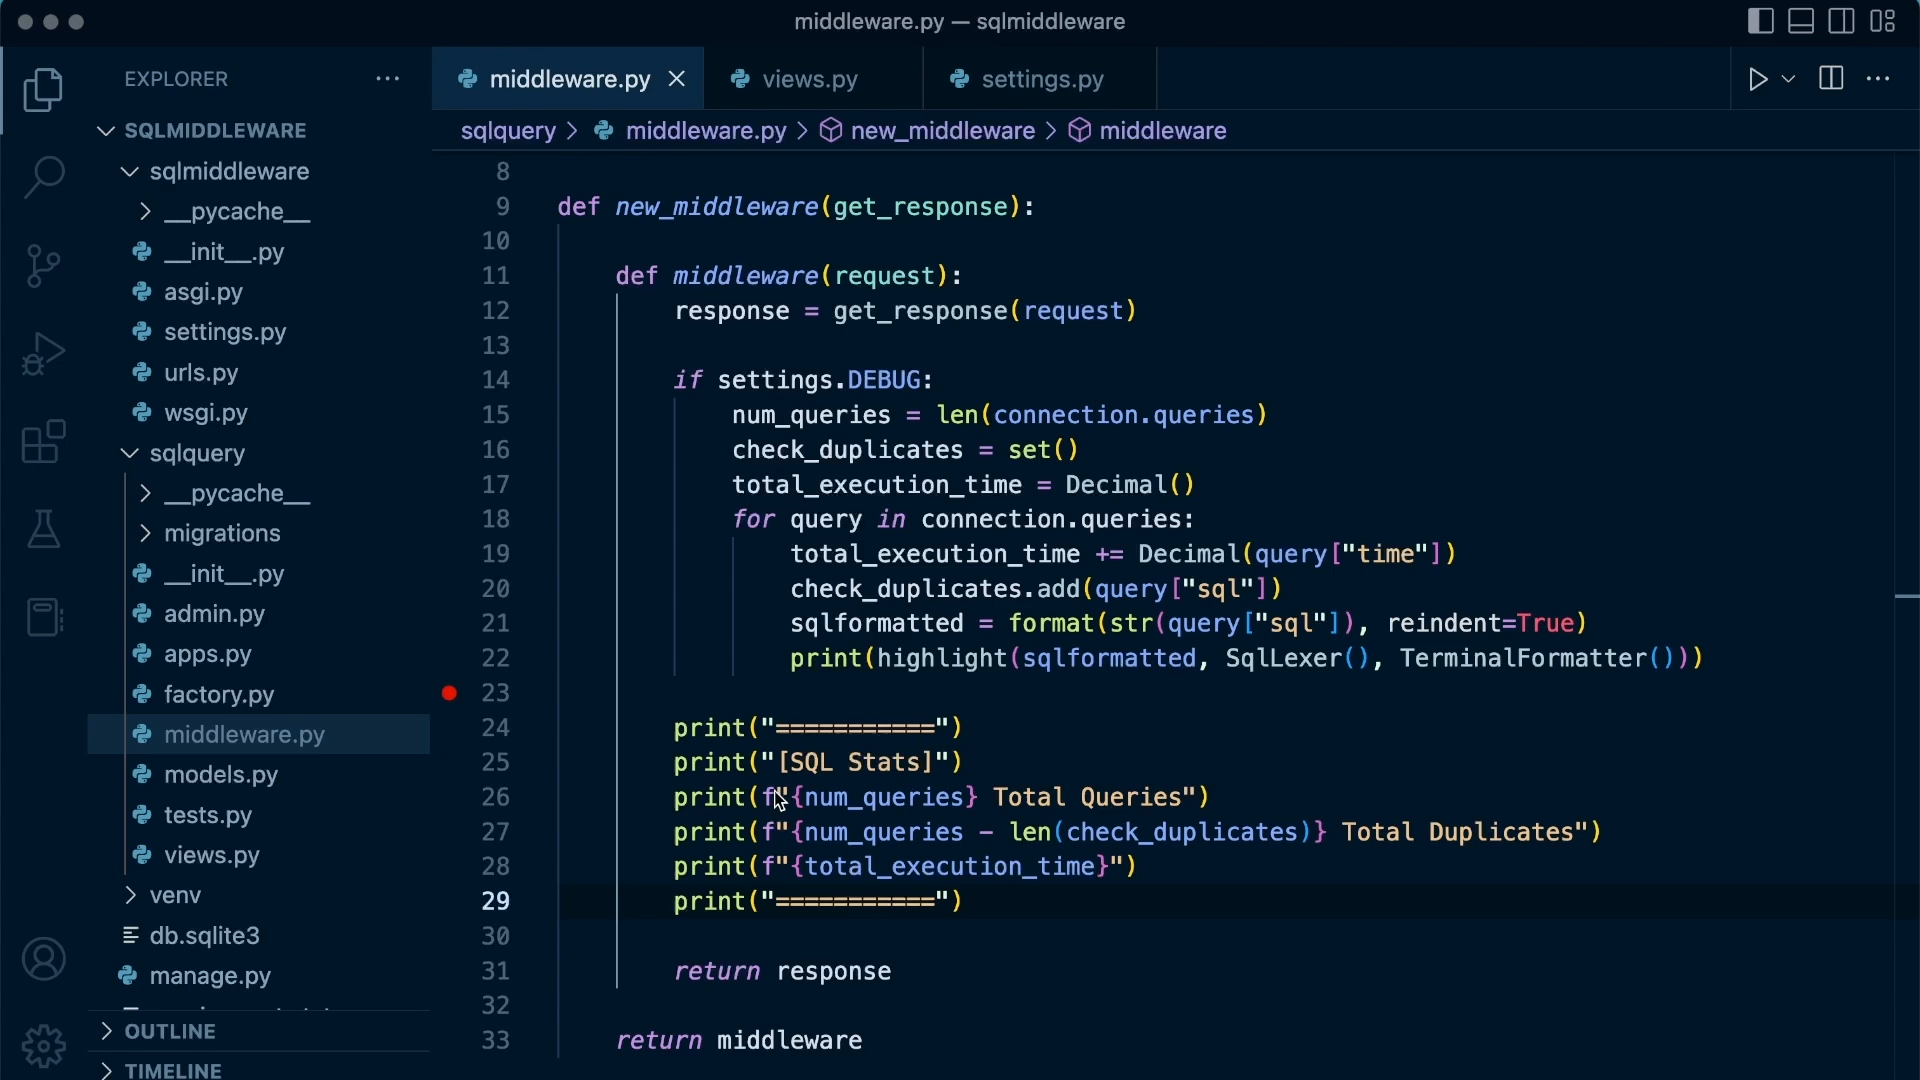 middleware.py — sqlmiddleware
EXPLORER
SQLMIDDLEWARE
sqlmiddleware
__pycache__
__init__.py
asgi.py
settings.py
urls.py
wsgi.py
sqlquery
__pycache__
migrations
__init__.py
admin.py
apps.py
factory.py
middleware.py
models.py
tests.py
views.py
venv
db.sqlite3
manage.py
OUTLINE
TIMELINE
middleware.py
views.py
settings.py
sqlquery > middleware.py > new_middleware > middleware
8
9 def new_middleware(get_response):
10
11 def middleware(request):
12 response = get_response(request)
13
14 if settings.DEBUG:
15 num_queries = len(connection.queries)
16 check_duplicates = set()
17 total_execution_time = Decimal()
18 for query in connection.queries:
19 total_execution_time += Decimal(query["time"])
20 check_duplicates.add(query["sql"])
21 sqlformatted = format(str(query["sql"]), reindent=True)
22 print(highlight(sqlformatted, SqlLexer(), TerminalFormatter()))
23
24 print("===========")
25 print("[SQL Stats]")
26 print(f"{num_queries} Total Queries")
27 print(f"{num_queries - len(check_duplicates)} Total Duplicates")
28 print(f"{total_execution_time}")
29 print("===========")
30
31 return response
32
33 return middleware